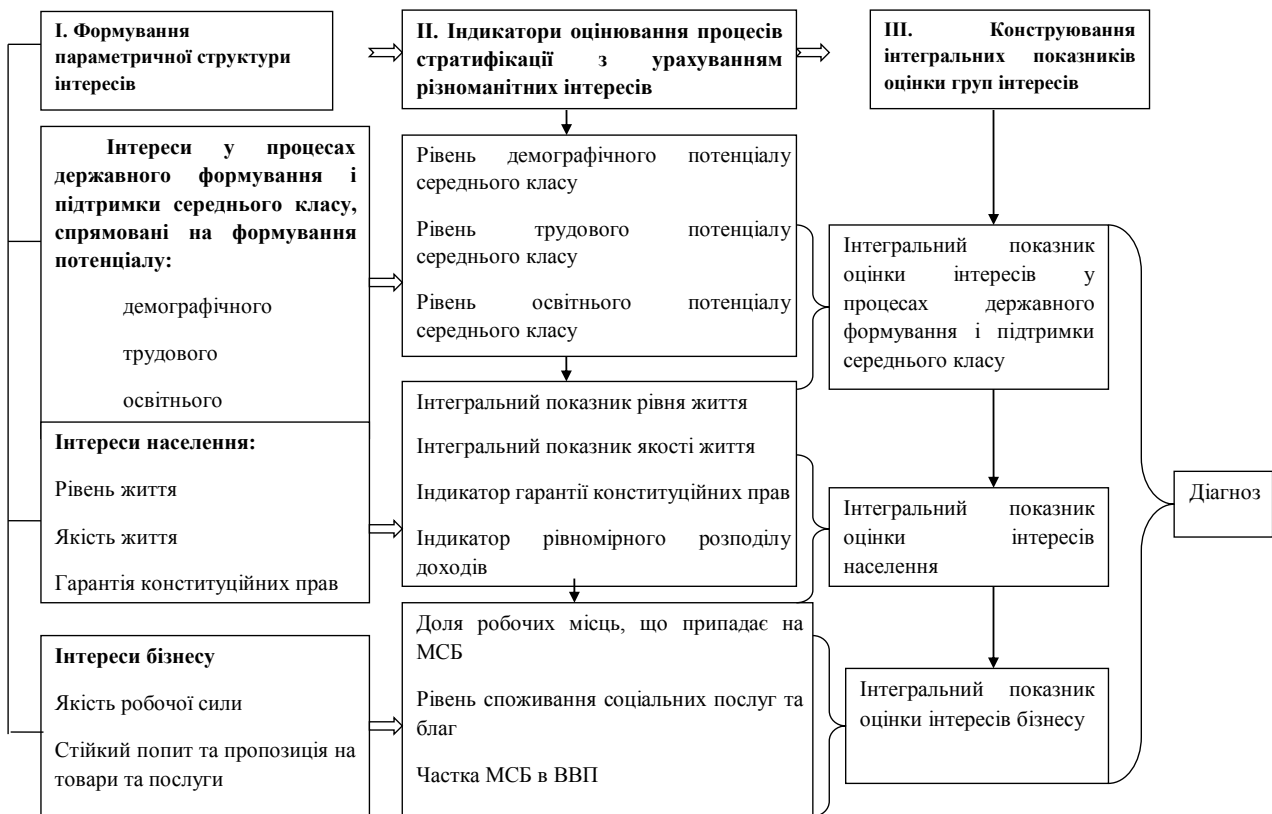 І. Формування
параметричної структури
інтересів
ІІ. Індикатори оцінювання процесів
стратифікації з урахуванням
різноманітних інтересів
ІІІ. Конструювання
інтегральних показників
оцінки груп інтересів
Інтереси у процесах
державного формування і
підтримки середнього класу,
спрямовані на формування
потенціалу:
демографічного
трудового
освітнього
Рівень демографічного потенціалу
середнього класу
Рівень трудового потенціалу
середнього класу
Рівень освітнього потенціалу
середнього класу
Інтегральний показник
оцінки інтересів у
процесах державного
формування і підтримки
середнього класу
Інтереси населення:
Рівень життя
Якість життя
Гарантія конституційних прав
Інтегральний показник рівня життя
Інтегральний показник якості життя
Індикатор гарантії конституційних прав
Індикатор рівномірного розподілу
доходів
Інтегральний показник
оцінки інтересів
населення
Діагноз
Інтереси бізнесу
Якість робочої сили
Стійкий попит та пропозиція на
товари та послуги
Доля робочих місць, що припадає на
МСБ
Рівень споживання соціальних послуг та
благ
Частка МСБ в ВВП
Інтегральний показник
оцінки інтересів бізнесу